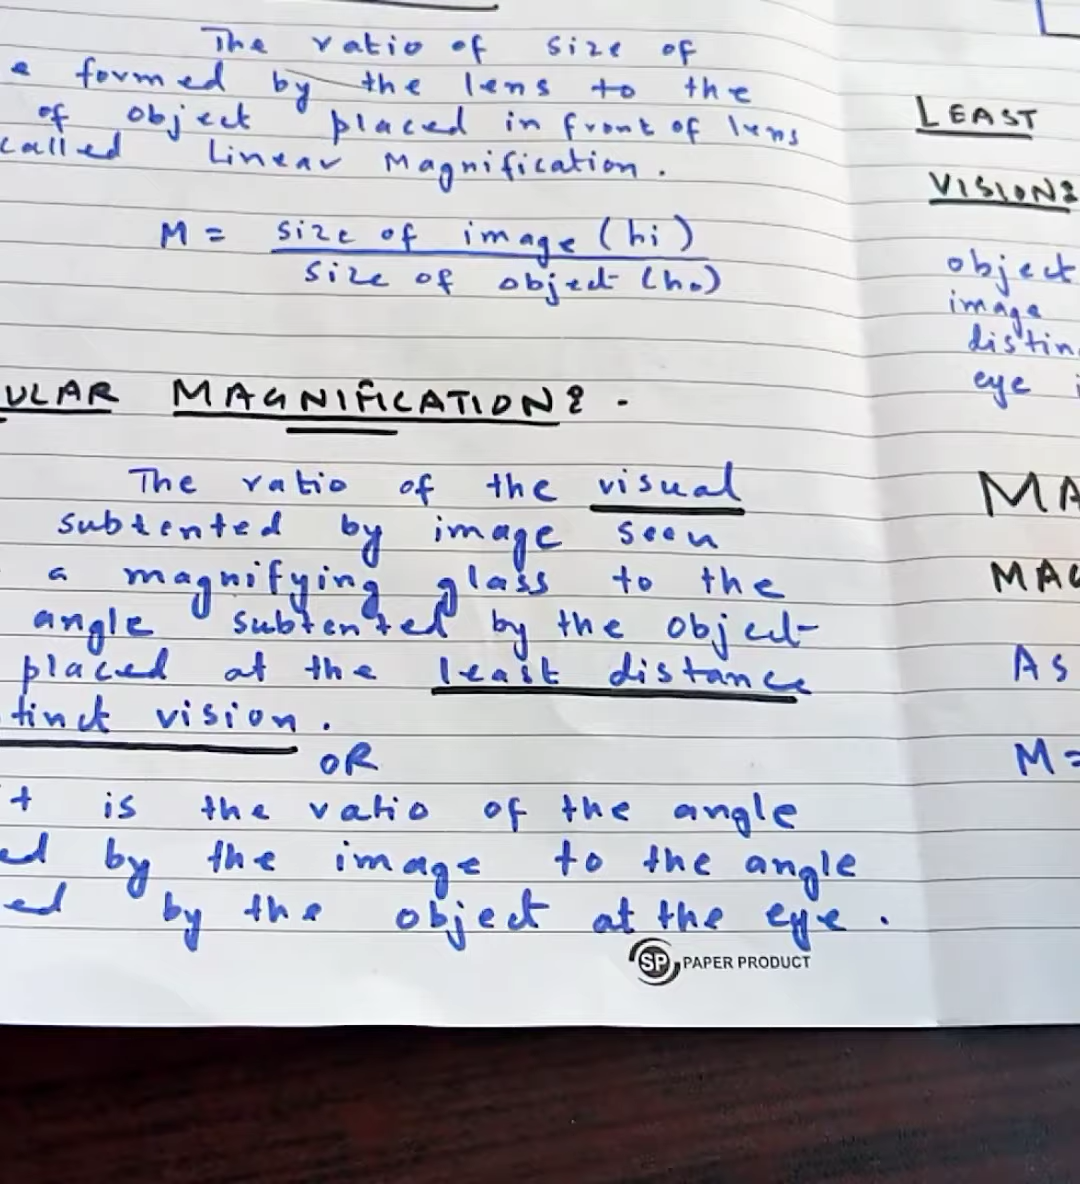 The ratio of size of
e formed by the lens to the
of object placed in front of lens
called Linear Magnification.
M = size of image (hi)
size of object (ho)
ULAR MAGNIFICATION: -
The ratio of the visual
subtented by image seen
a magnifying glass to the
angle subtented by the object
placed at the least distance
tinct vision.
OR
t is the ratio of the angle
ed by the image to the angle
ed by the object at the eye.
SP PAPER PRODUCT
LEAST
VISION:
object
image
distin
eye i
MA
MAG
As
M =